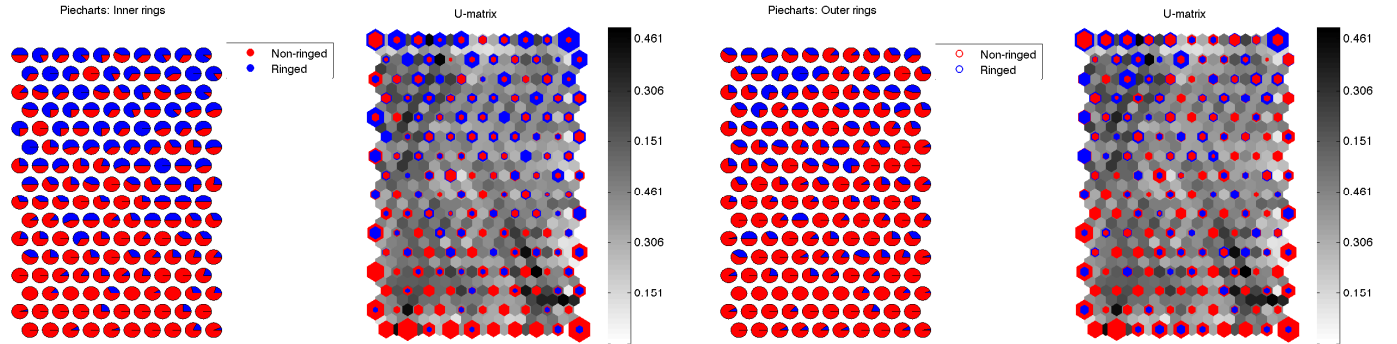 Piecharts: Inner rings
Non-ringed
Ringed
U-matrix
0.461
0.306
0.151
0.461
0.306
0.151
Piecharts: Outer rings
Non-ringed
Ringed
U-matrix
0.461
0.306
0.151
0.461
0.306
0.151